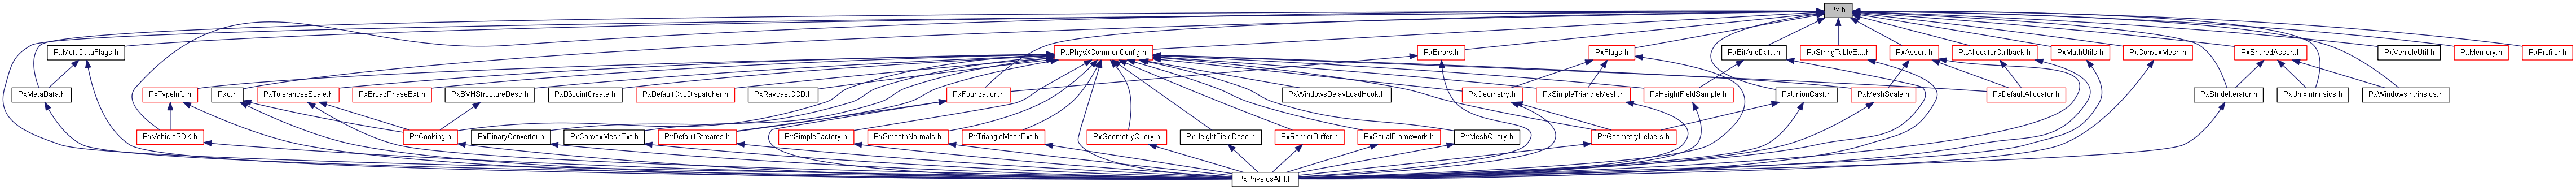 Px.h
PxMetaDataFlags.h
PxPhysXCommonConfig.h
PxErrors.h
PxFlags.h
PxBitAndData.h
PxStringTableExt.h
PxAssert.h
PxAllocatorCallback.h
PxMathUtils.h
PxConvexMesh.h
PxSharedAssert.h
PxVehicleUtil.h
PxMemory.h
PxProfiler.h
PxMetaData.h
PxTypeInfo.h
Pxc.h
PxTolerancesScale.h
PxBroadPhaseExt.h
PxBVHStructureDesc.h
PxD6JointCreate.h
PxDefaultCpuDispatcher.h
PxRaycastCCD.h
PxFoundation.h
PxWindowsDelayLoadHook.h
PxGeometry.h
PxSimpleTriangleMesh.h
PxHeightFieldSample.h
PxUnionCast.h
PxMeshScale.h
PxDefaultAllocator.h
PxStrideIterator.h
PxUnixIntrinsics.h
PxWindowsIntrinsics.h
PxVehicleSDK.h
PxCooking.h
PxBinaryConverter.h
PxConvexMeshExt.h
PxDefaultStreams.h
PxSimpleFactory.h
PxSmoothNormals.h
PxTriangleMeshExt.h
PxGeometryQuery.h
PxHeightFieldDesc.h
PxRenderBuffer.h
PxSerialFramework.h
PxMeshQuery.h
PxGeometryHelpers.h
PxPhysicsAPI.h